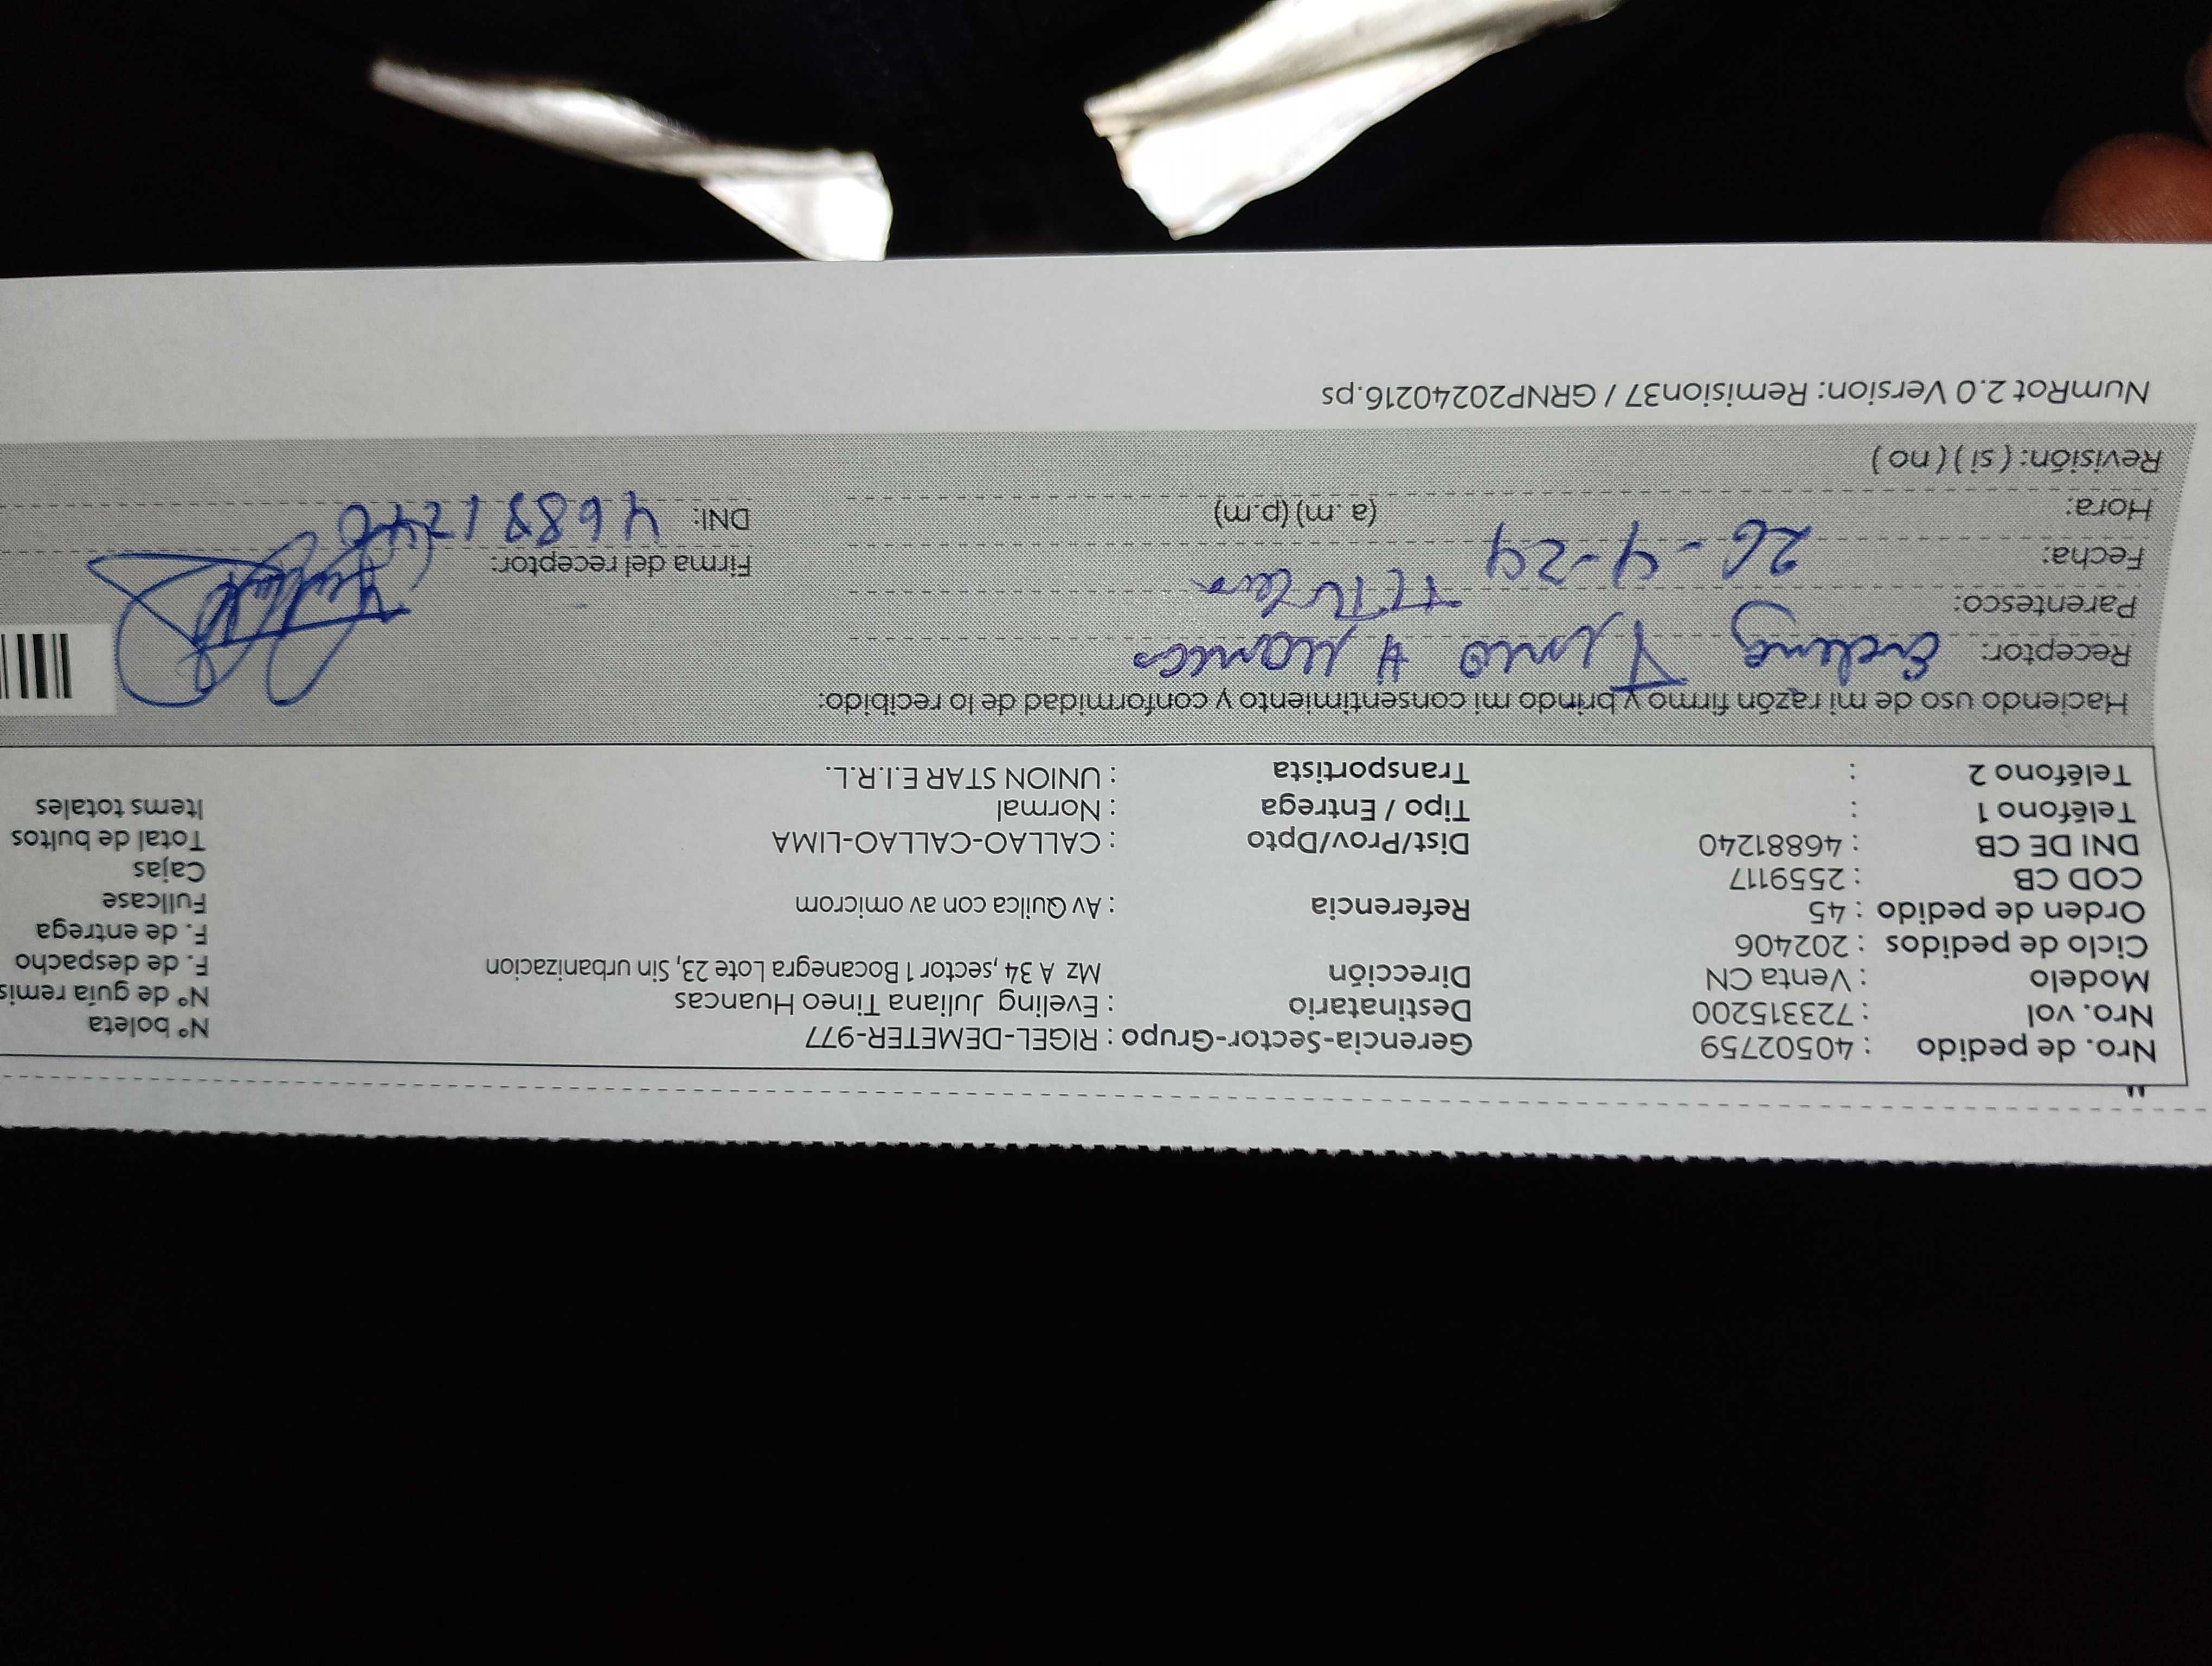 Nro. de pedido : 40502759 Gerencia-Sector-Grupo : RIGEL-DEMETER-977 N° boleta
Nro. vol : 723315200 Destinatario : Eveling Juliana Tineo Huancas N° de guía remis
Modelo : Venta CN Dirección Mz A 34 ,sector 1 Bocanegra Lote 23, Sin urbanizacion F. de despacho
Ciclo de pedidos : 202406 F. de entrega
Orden de pedido : 45 Referencia : Av Quilca con av omicrom Fullcase
COD CB : 2559117 Cajas
DNI DE CB : 46881240 Dist/Prov/Dpto : CALLAO-CALLAO-LIMA Total de bultos
Teléfono 1 : Tipo / Entrega : Normal Items totales
Teléfono 2 : Transportista : UNION STAR E.I.R.L.
Haciendo uso de mi razón firmo y brindo mi consentimiento y conformidad de lo recibido:
Receptor: Eveling Tineo Huancas
Parentesco: titular Firma del receptor:
Fecha: 26-4-24
Hora: (a.m) (p.m) DNI: 46881240
Revisión: ( si ) ( no )
NumRot 2.0 Version: Remision37 / GRNP20240216.ps